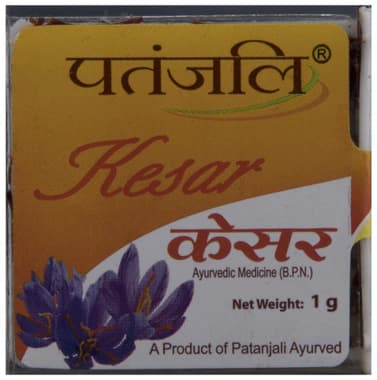 पतंजलि®
Kesar
केसर
Ayurvedic Medicine (B.P.N.)
Net Weight: 1 g
A Product of Patanjali Ayurved